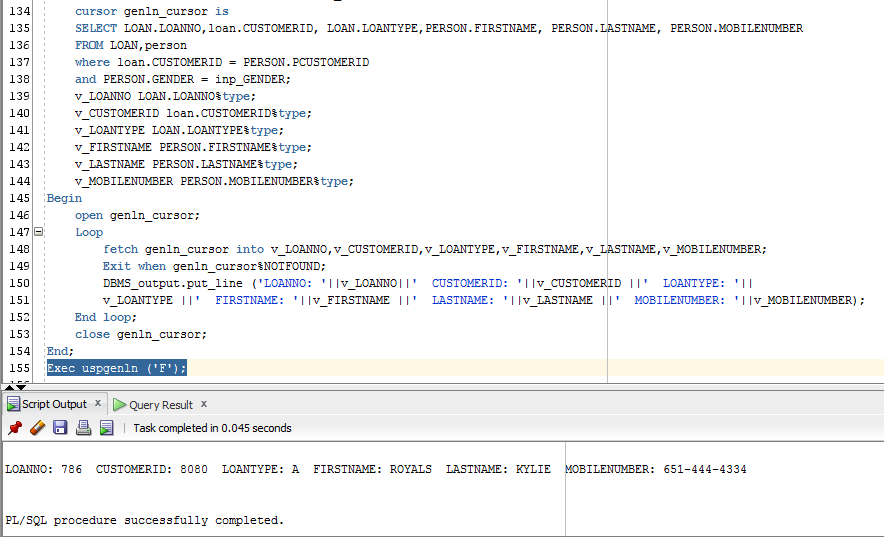 134 cursor genln_cursor is
135 SELECT LOAN.LOANNO,loan.CUSTOMERID, LOAN.LOANTYPE,PERSON.FIRSTNAME, PERSON.LASTNAME, PERSON.MOBILENUMBER
136 FROM LOAN,person
137 where loan.CUSTOMERID = PERSON.PCUSTOMERID
138 and PERSON.GENDER = inp_GENDER;
139 v_LOANNO LOAN.LOANNO%type;
140 v_CUSTOMERID loan.CUSTOMERID%type;
141 v_LOANTYPE LOAN.LOANTYPE%type;
142 v_FIRSTNAME PERSON.FIRSTNAME%type;
143 v_LASTNAME PERSON.LASTNAME%type;
144 v_MOBILENUMBER PERSON.MOBILENUMBER%type;
145 Begin
146 open genln_cursor;
147 Loop
148 fetch genln_cursor into v_LOANNO,v_CUSTOMERID,v_LOANTYPE,v_FIRSTNAME,v_LASTNAME,v_MOBILENUMBER;
149 Exit when genln_cursor%NOTFOUND;
150 DBMS_output.put_line ('LOANNO: '||v_LOANNO||'  CUSTOMERID: '||v_CUSTOMERID ||'  LOANTYPE: '||
151 v_LOANTYPE ||'  FIRSTNAME: '||v_FIRSTNAME ||'  LASTNAME: '||v_LASTNAME ||'  MOBILENUMBER: '||v_MOBILENUMBER);
152 End loop;
153 close genln_cursor;
154 End;
155 Exec uspgenln ('F');
Script Output x Query Result x
Task completed in 0.045 seconds
LOANNO: 786  CUSTOMERID: 8080  LOANTYPE: A  FIRSTNAME: ROYALS  LASTNAME: KYLIE  MOBILENUMBER: 651-444-4334
PL/SQL procedure successfully completed.